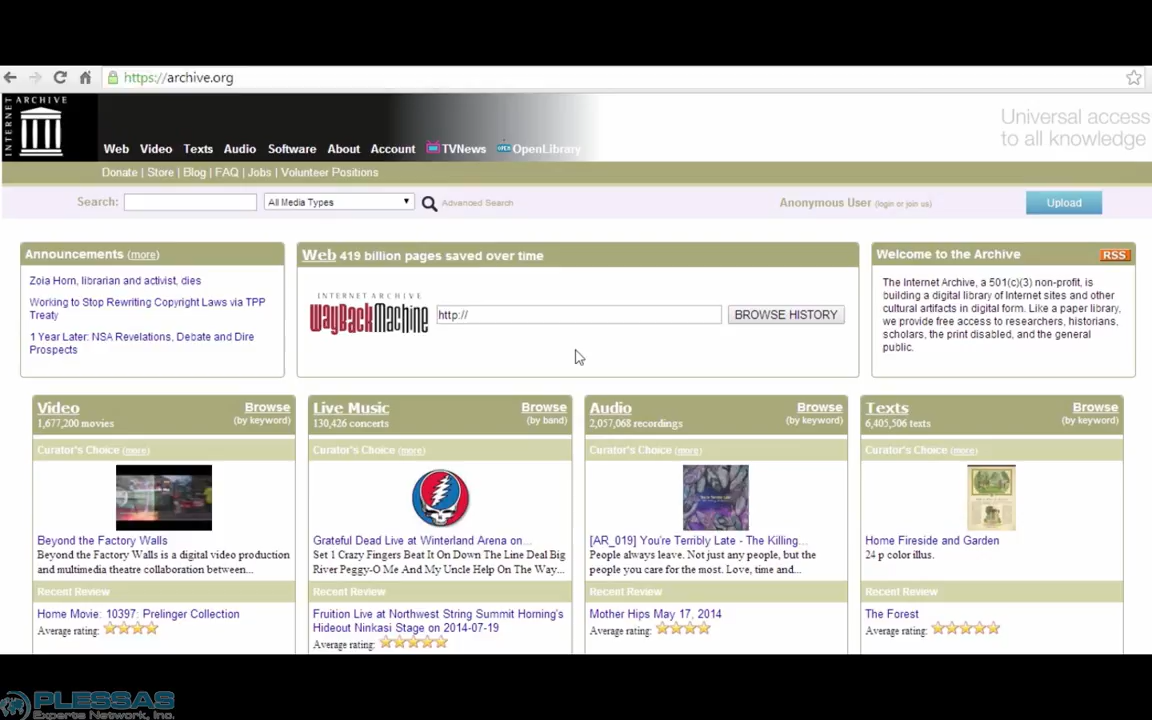 https://archive.org
INTERNET ARCHIVE
Universal access
to all knowledge
Web Video Texts Audio Software About Account TVNews OPEN OpenLibrary
Donate | Store | Blog | FAQ | Jobs | Volunteer Positions
Search: All Media Types Advanced Search Anonymous User (login or join us) Upload
Announcements (more)
Zoia Horn, librarian and activist, dies
Working to Stop Rewriting Copyright Laws via TPP
Treaty
1 Year Later: NSA Revelations, Debate and Dire
Prospects
Web 419 billion pages saved over time
INTERNET ARCHIVE
WayBackMachine
http://
BROWSE HISTORY
Welcome to the Archive RSS
The Internet Archive, a 501(c)(3) non-profit, is
building a digital library of Internet sites and other
cultural artifacts in digital form. Like a paper library,
we provide free access to researchers, historians,
scholars, the print disabled, and the general
public.
Video Browse
1,677,200 movies (by keyword)
Curator's Choice (more)
Beyond the Factory Walls
Beyond the Factory Walls is a digital video production
and multimedia theatre collaboration between...
Recent Review
Home Movie: 10397: Prelinger Collection
Average rating:
Live Music Browse
130,426 concerts (by band)
Curator's Choice (more)
Grateful Dead Live at Winterland Arena on...
Set 1 Crazy Fingers Beat It On Down The Line Deal Big
River Peggy-O Me And My Uncle Help On The Way...
Recent Review
Fruition Live at Northwest String Summit Horning's
Hideout Ninkasi Stage on 2014-07-19
Average rating:
Audio Browse
2,057,068 recordings (by keyword)
Curator's Choice (more)
[AR_019] You're Terribly Late - The Killing...
People always leave. Not just any people, but the
people you care for the most. Love, time and...
Recent Review
Mother Hips May 17, 2014
Average rating:
Texts Browse
6,405,506 texts (by keyword)
Curator's Choice (more)
Home Fireside and Garden
24 p color illus.
Recent Review
The Forest
Average rating:
PLESSAS
Experts Network, Inc.